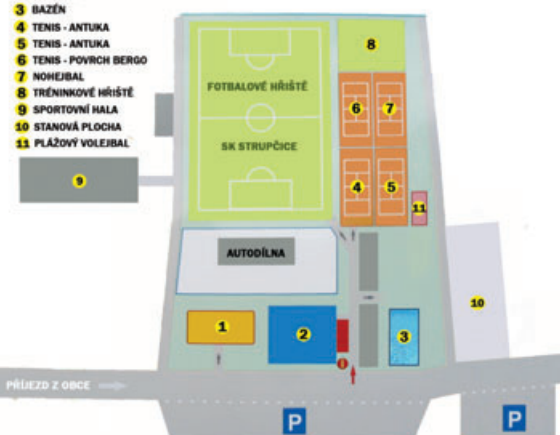 3 BAZÉN
4 TENIS - ANTUKA
5 TENIS - ANTUKA
6 TENIS - POVRCH BERGO
7 NOHEJBAL
8 TRÉNINKOVÉ HŘIŠTĚ
9 SPORTOVNÍ HALA
10 STANOVÁ PLOCHA
11 PLÁŽOVÝ VOLEJBAL
8
FOTBALOVÉ HŘIŠTĚ
6
7
SK STRUPČICE
9
4
5
11
AUTODÍLNA
10
1
2
3
PŘÍJEZD Z OBCE
P
P